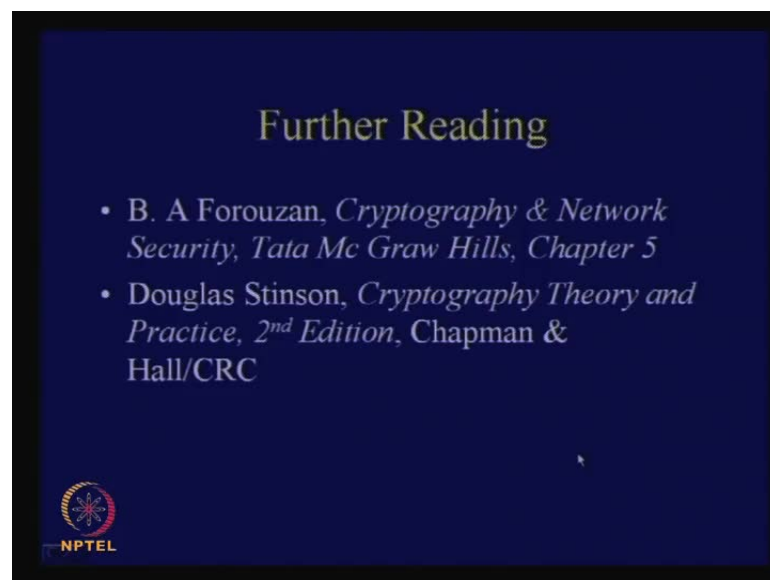 Further Reading
• B. A Forouzan, Cryptography & Network
Security, Tata Mc Graw Hills, Chapter 5
• Douglas Stinson, Cryptography Theory and
Practice, 2nd Edition, Chapman &
Hall/CRC
NPTEL